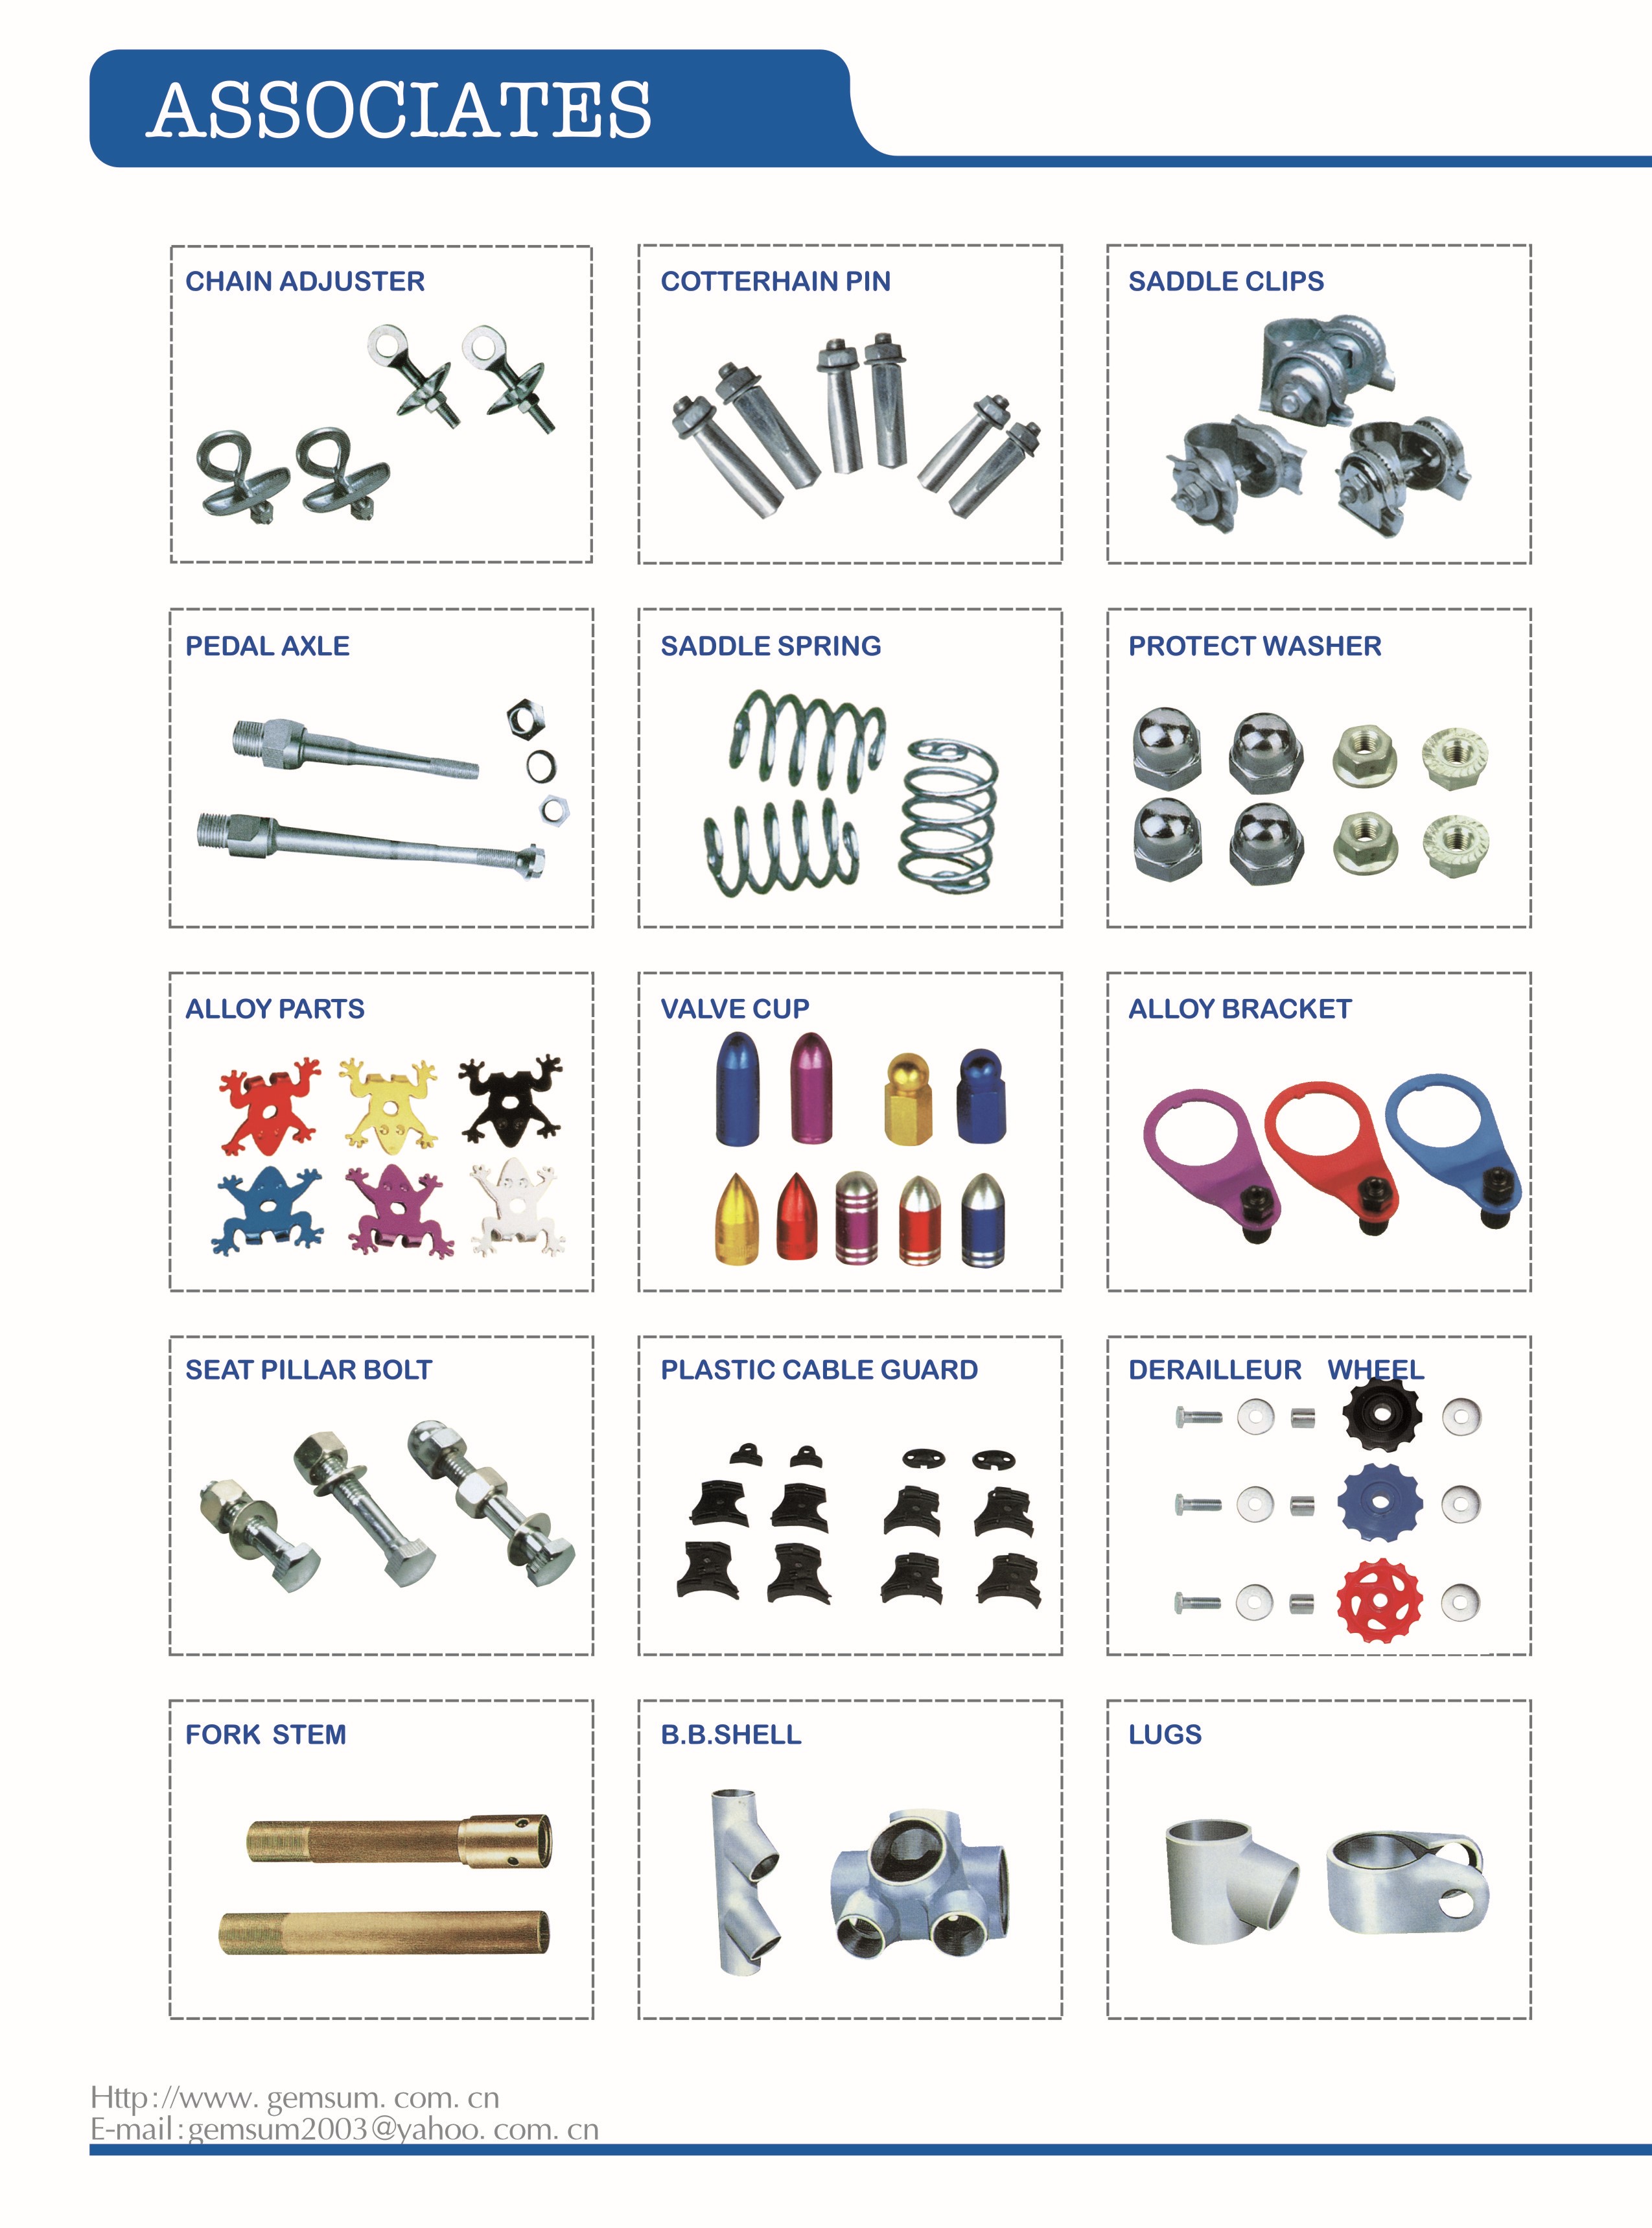 ASSOCIATES
CHAIN ADJUSTER
COTTERHAIN PIN
SADDLE CLIPS
PEDAL AXLE
SADDLE SPRING
PROTECT WASHER
ALLOY PARTS
VALVE CUP
ALLOY BRACKET
SEAT PILLAR BOLT
PLASTIC CABLE GUARD
DERAILLEUR WHEEL
FORK STEM
B.B.SHELL
LUGS
Http://www. gemsum. com. cn
E-mail:gemsum2003@yahoo. com. cn